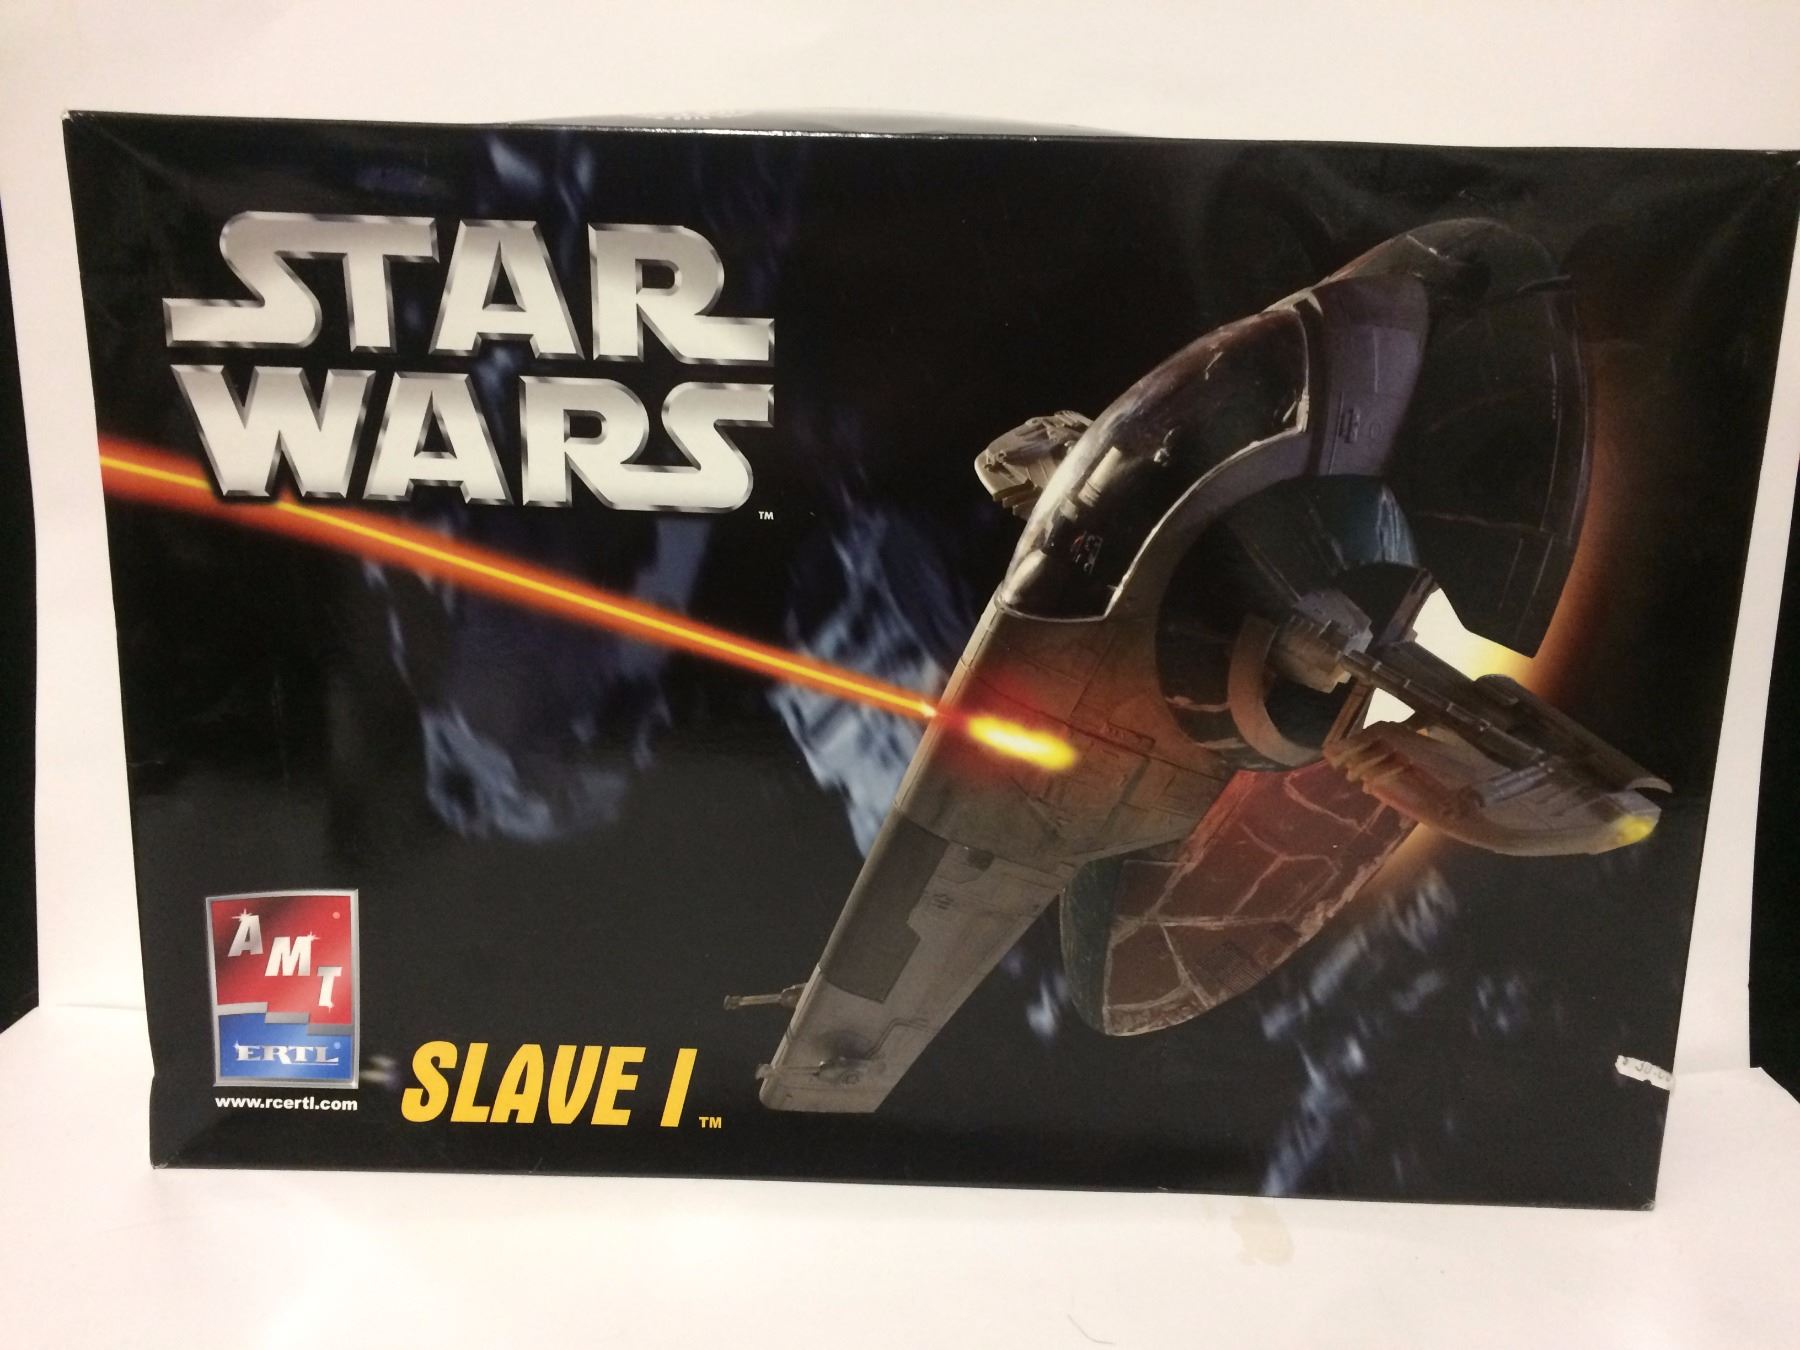 STAR
WARS
™
AMT
ERTL
www.rcertl.com
SLAVE I ™